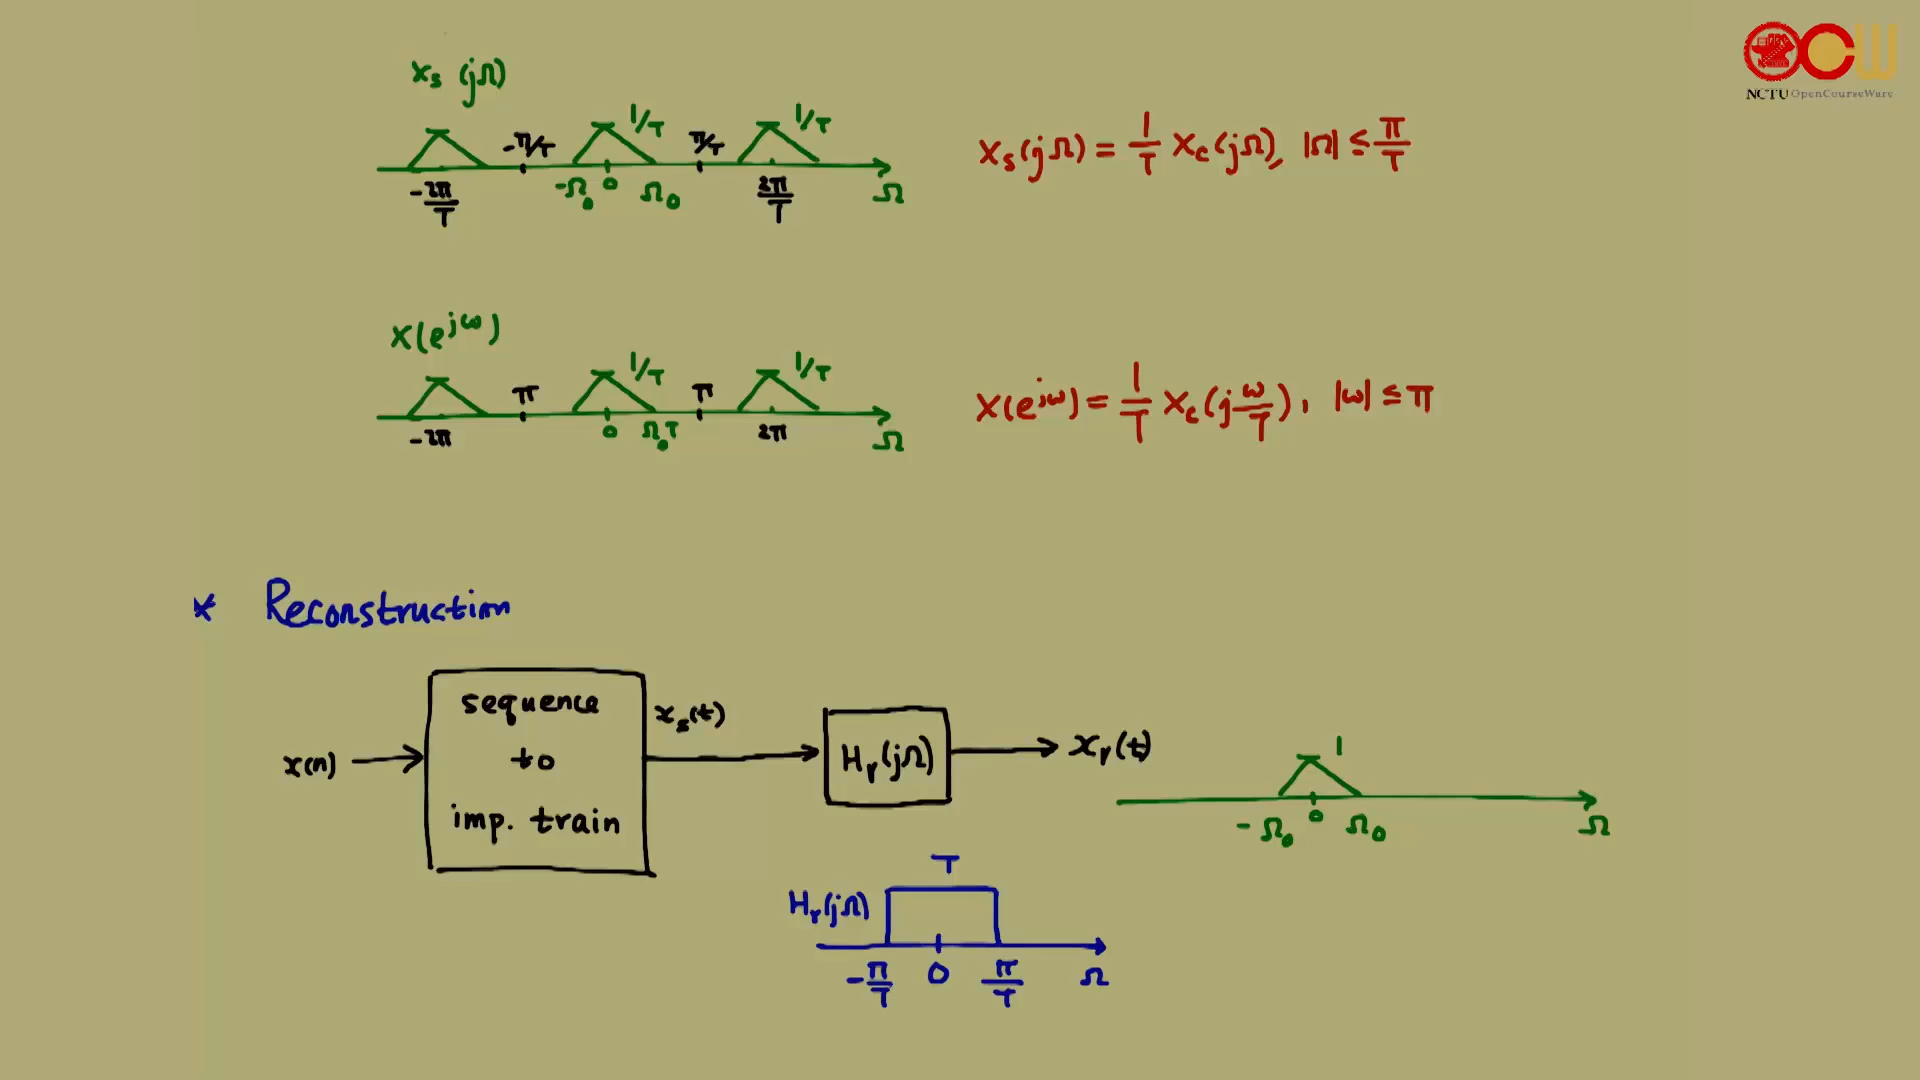 OCW
NCTU OpenCourseWare
Xs (jΩ)
1/T 1/T
-π/T π/T
Xs(jΩ) = 1/T Xc(jΩ), |Ω| ≤ π/T
-2π/T -Ω₀ 0 Ω₀ 2π/T Ω
X(e^jω)
1/T 1/T
π π
X(e^jω) = 1/T Xc(j ω/T), |ω| ≤ π
-2π 0 Ω₀T 2π Ω
* Reconstruction
x(n)
sequence
to
imp. train
xs(t)
Hr(jΩ)
xr(t)
1
-Ω₀ 0 Ω₀ Ω
T
Hr(jΩ)
-π/T 0 π/T Ω